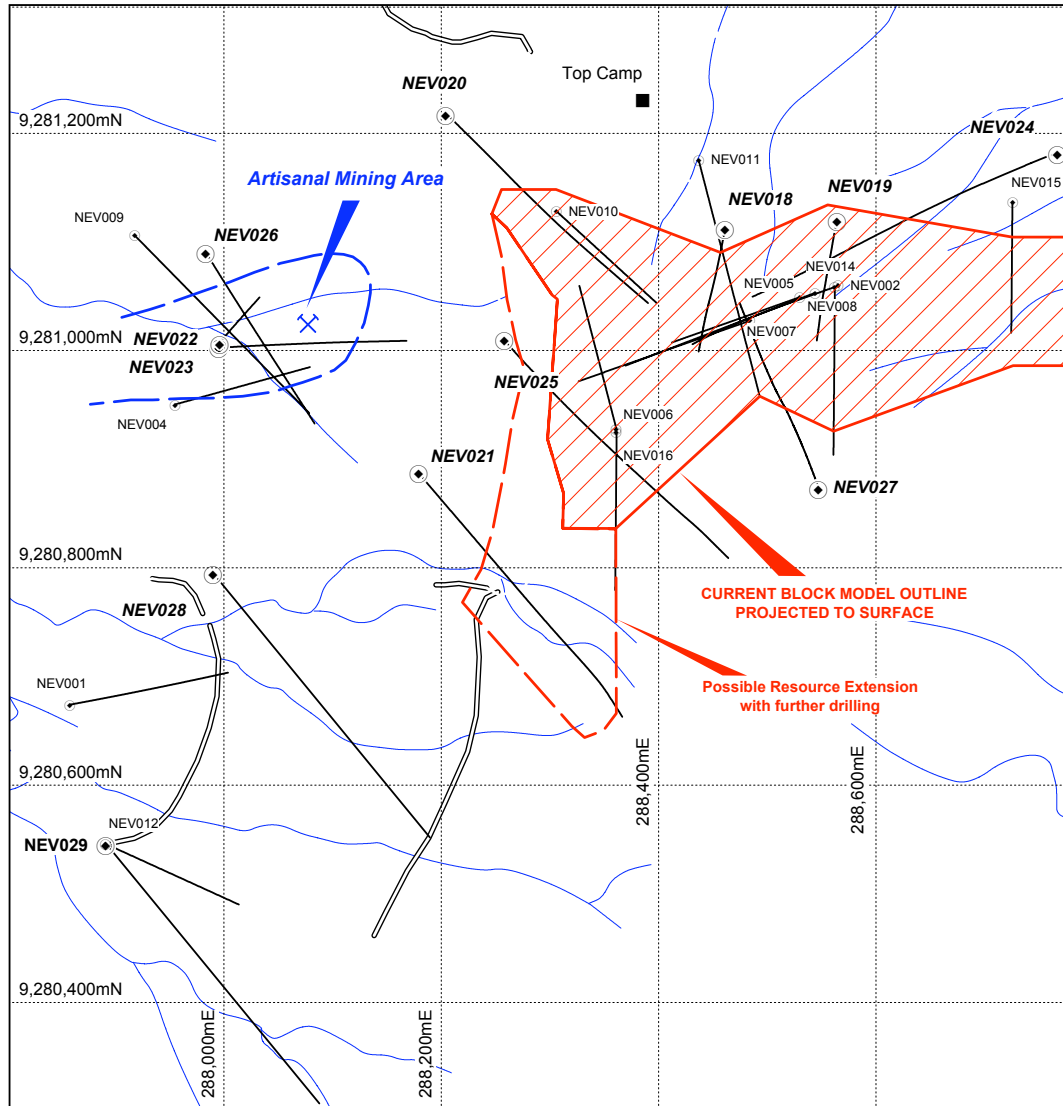 Top Camp
NEV020
9,281,200mN
NEV024
NEV011
Artisanal Mining Area
NEV015
NEV018
NEV019
NEV009
NEV010
NEV026
NEV014
NEV005
NEV002
NEV008
NEV007
9,281,000mN
NEV022
NEV023
NEV025
NEV004
NEV006
NEV016
NEV021
NEV027
9,280,800mN
CURRENT BLOCK MODEL OUTLINE
PROJECTED TO SURFACE
NEV028
NEV001
Possible Resource Extension
with further drilling
9,280,600mN
288,400mE
288,600mE
NEV012
NEV029
9,280,400mN
288,000mE
288,200mE